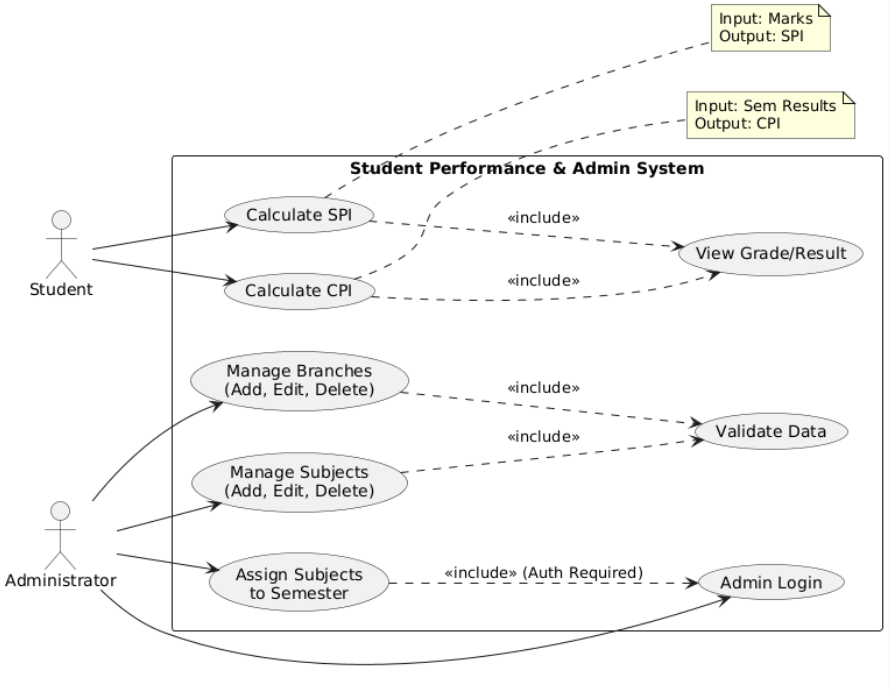 Input: Marks
Output: SPI
Input: Sem Results
Output: CPI
Student Performance & Admin System
Calculate SPI
«include»
View Grade/Result
Student
Calculate CPI
«include»
Manage Branches
(Add, Edit, Delete)
«include»
Validate Data
«include»
Manage Subjects
(Add, Edit, Delete)
Administrator
Assign Subjects
to Semester
«include» (Auth Required)
Admin Login